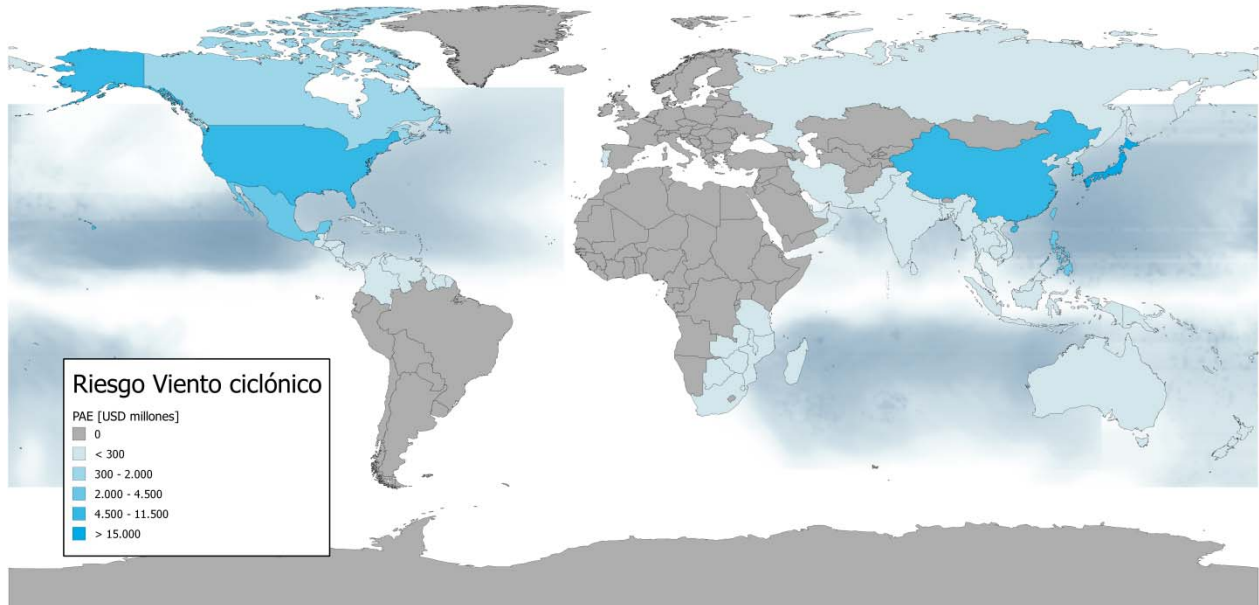 Riesgo Viento ciclónico
PAE [USD millones]
0
< 300
300 - 2.000
2.000 - 4.500
4.500 - 11.500
> 15.000